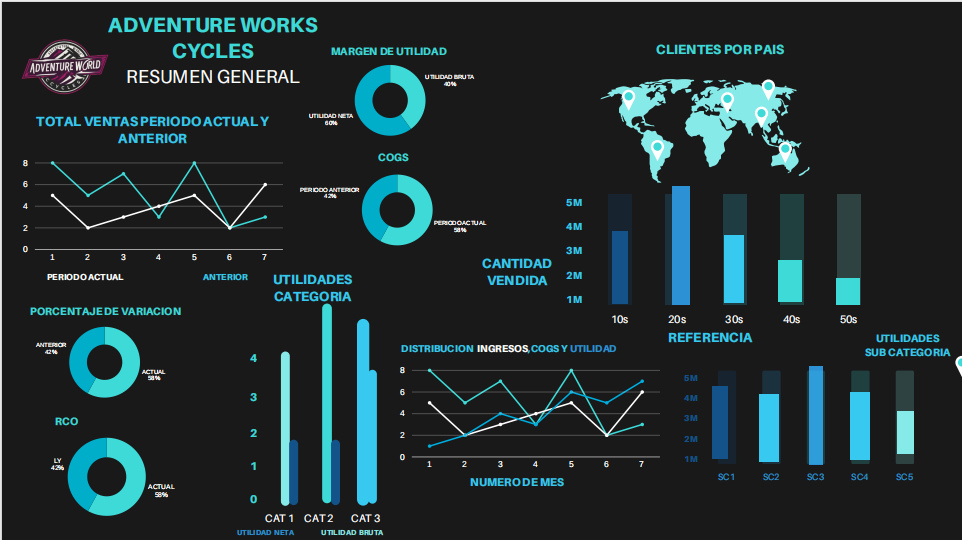 ADVENTURE WORKS
CYCLES
RESUMEN GENERAL
ADVENTURE WORLD
CYCLES
MARGEN DE UTILIDAD
UTILIDAD BRUTA
40%
UTILIDAD NETA
60%
CLIENTES POR PAIS
TOTAL VENTAS PERIODO ACTUAL Y
ANTERIOR
8
6
4
2
0
1 2 3 4 5 6 7
PERIODO ACTUAL ANTERIOR
COGS
PERIODO ANTERIOR
42%
PERIODO ACTUAL
58%
CANTIDAD
VENDIDA
5M
4M
3M
2M
1M
10s 20s 30s 40s 50s
REFERENCIA
PORCENTAJE DE VARIACION
ANTERIOR
42%
ACTUAL
58%
RCO
LY
42%
ACTUAL
58%
UTILIDADES
CATEGORIA
4
3
2
1
0
CAT 1 CAT 2 CAT 3
UTILIDAD NETA UTILIDAD BRUTA
DISTRIBUCION INGRESOS,COGS Y UTILIDAD
8
6
4
2
0
1 2 3 4 5 6 7
NUMERO DE MES
UTILIDADES
SUB CATEGORIA
5M
4M
3M
2M
1M
SC1 SC2 SC3 SC4 SC5